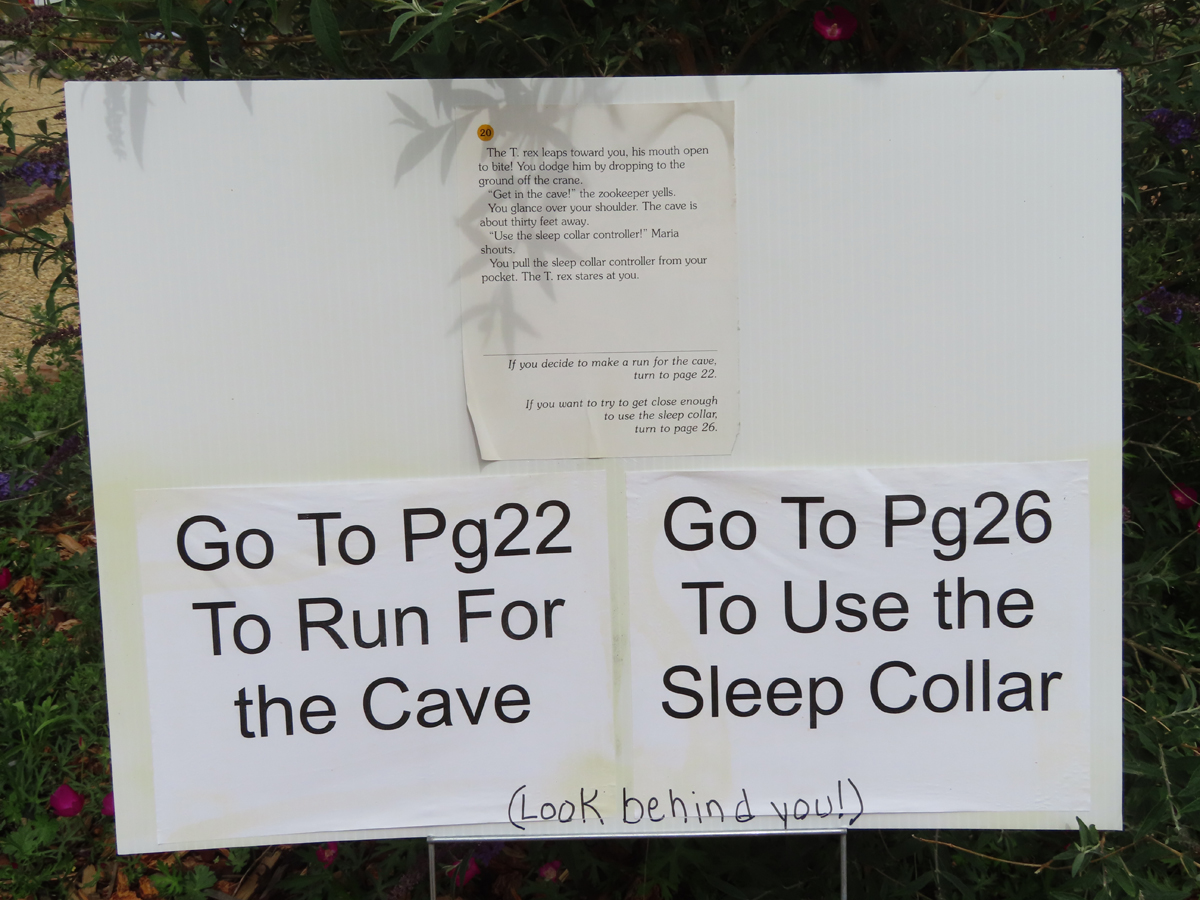 20
The T. rex leaps toward you, his mouth open
to bite! You dodge him by dropping to the
ground off the crane.
“Get in the cave!” the zookeeper yells.
You glance over your shoulder. The cave is
about thirty feet away.
“Use the sleep collar controller!” Maria
shouts.
You pull the sleep collar controller from your
pocket. The T. rex stares at you.
If you decide to make a run for the cave,
turn to page 22.
If you want to try to get close enough
to use the sleep collar,
turn to page 26.
Go To Pg22
To Run For
the Cave
Go To Pg26
To Use the
Sleep Collar
(Look behind you!)